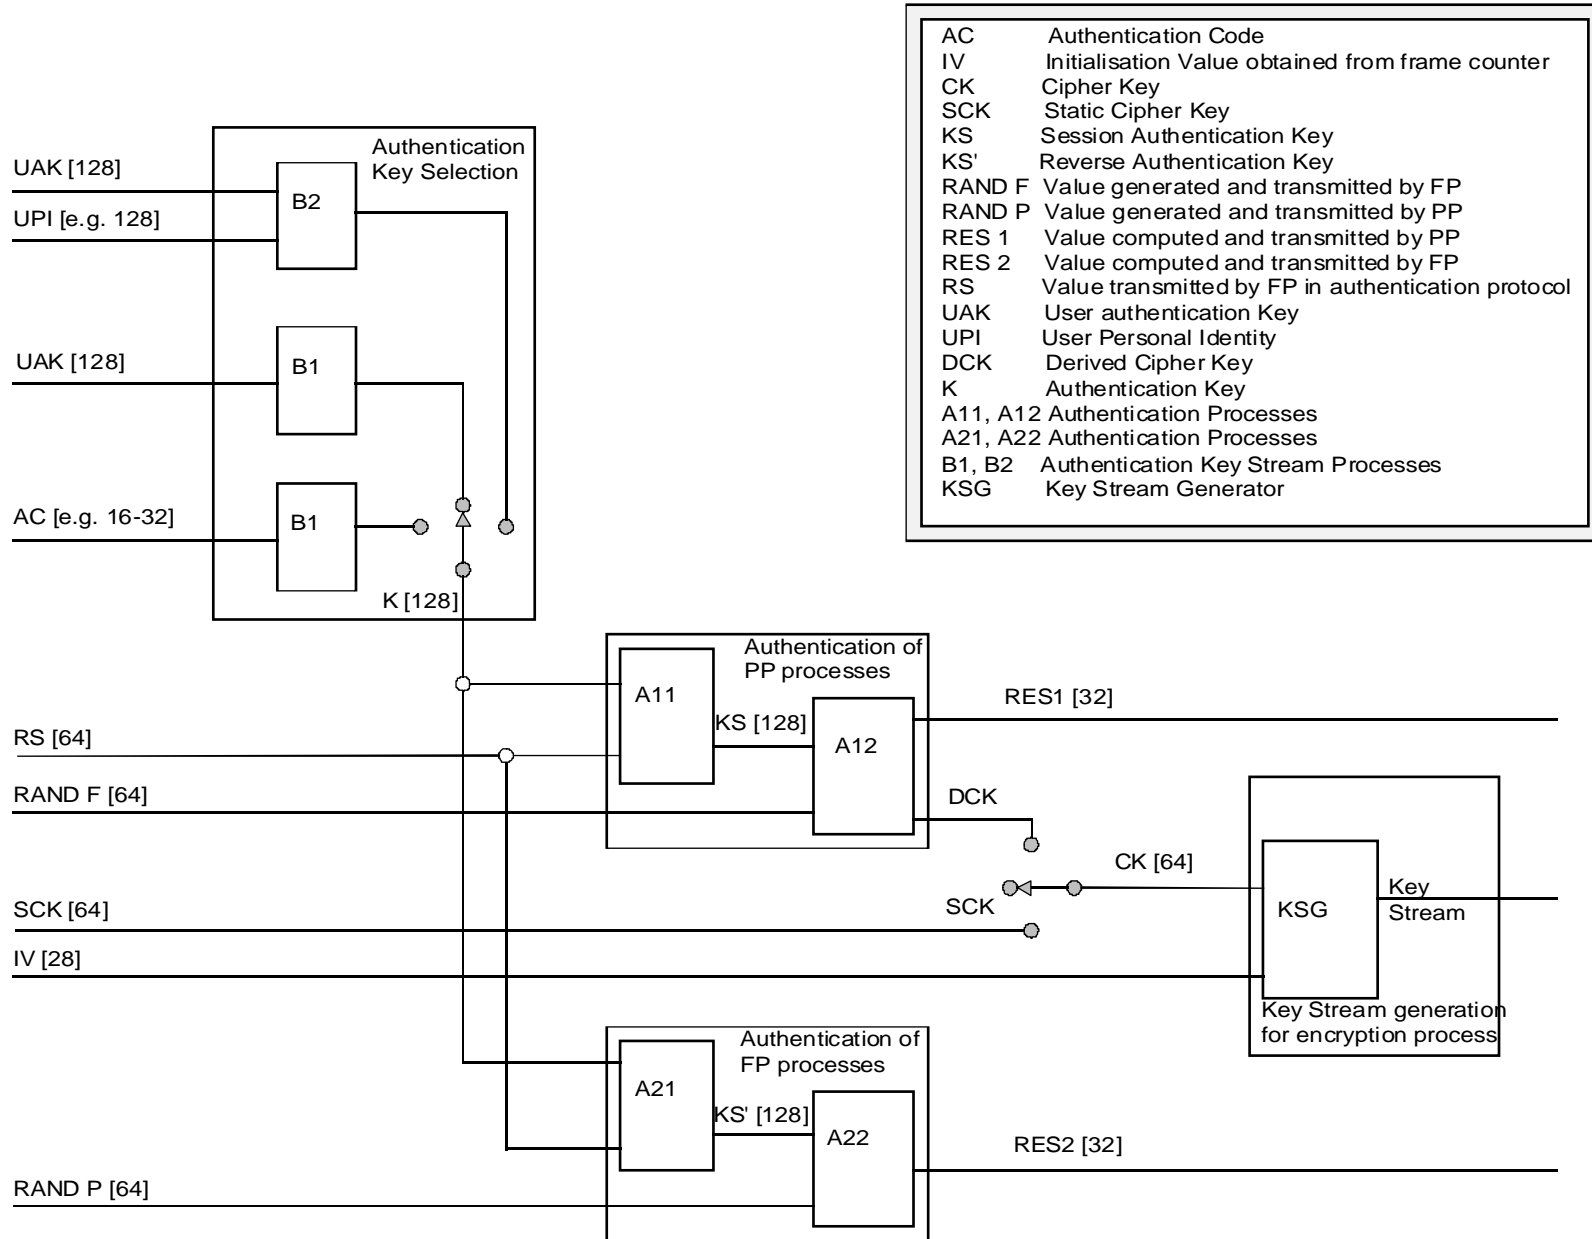 AC Authentication Code
IV Initialisation Value obtained from frame counter
CK Cipher Key
SCK Static Cipher Key
KS Session Authentication Key
KS' Reverse Authentication Key
RAND F Value generated and transmitted by FP
RAND P Value generated and transmitted by PP
RES 1 Value computed and transmitted by PP
RES 2 Value computed and transmitted by FP
RS Value transmitted by FP in authentication protocol
UAK User authentication Key
UPI User Personal Identity
DCK Derived Cipher Key
K Authentication Key
A11, A12 Authentication Processes
A21, A22 Authentication Processes
B1, B2 Authentication Key Stream Processes
KSG Key Stream Generator
Authentication
Key Selection
UAK [128]
B2
UPI [e.g. 128]
UAK [128]
B1
AC [e.g. 16-32]
B1
K [128]
Authentication of
PP processes
A11
RES1 [32]
KS [128]
RS [64]
A12
RAND F [64]
DCK
CK [64]
Key
Stream
SCK
KSG
SCK [64]
IV [28]
Key Stream generation
for encryption process
Authentication of
FP processes
A21
KS' [128]
A22
RES2 [32]
RAND P [64]